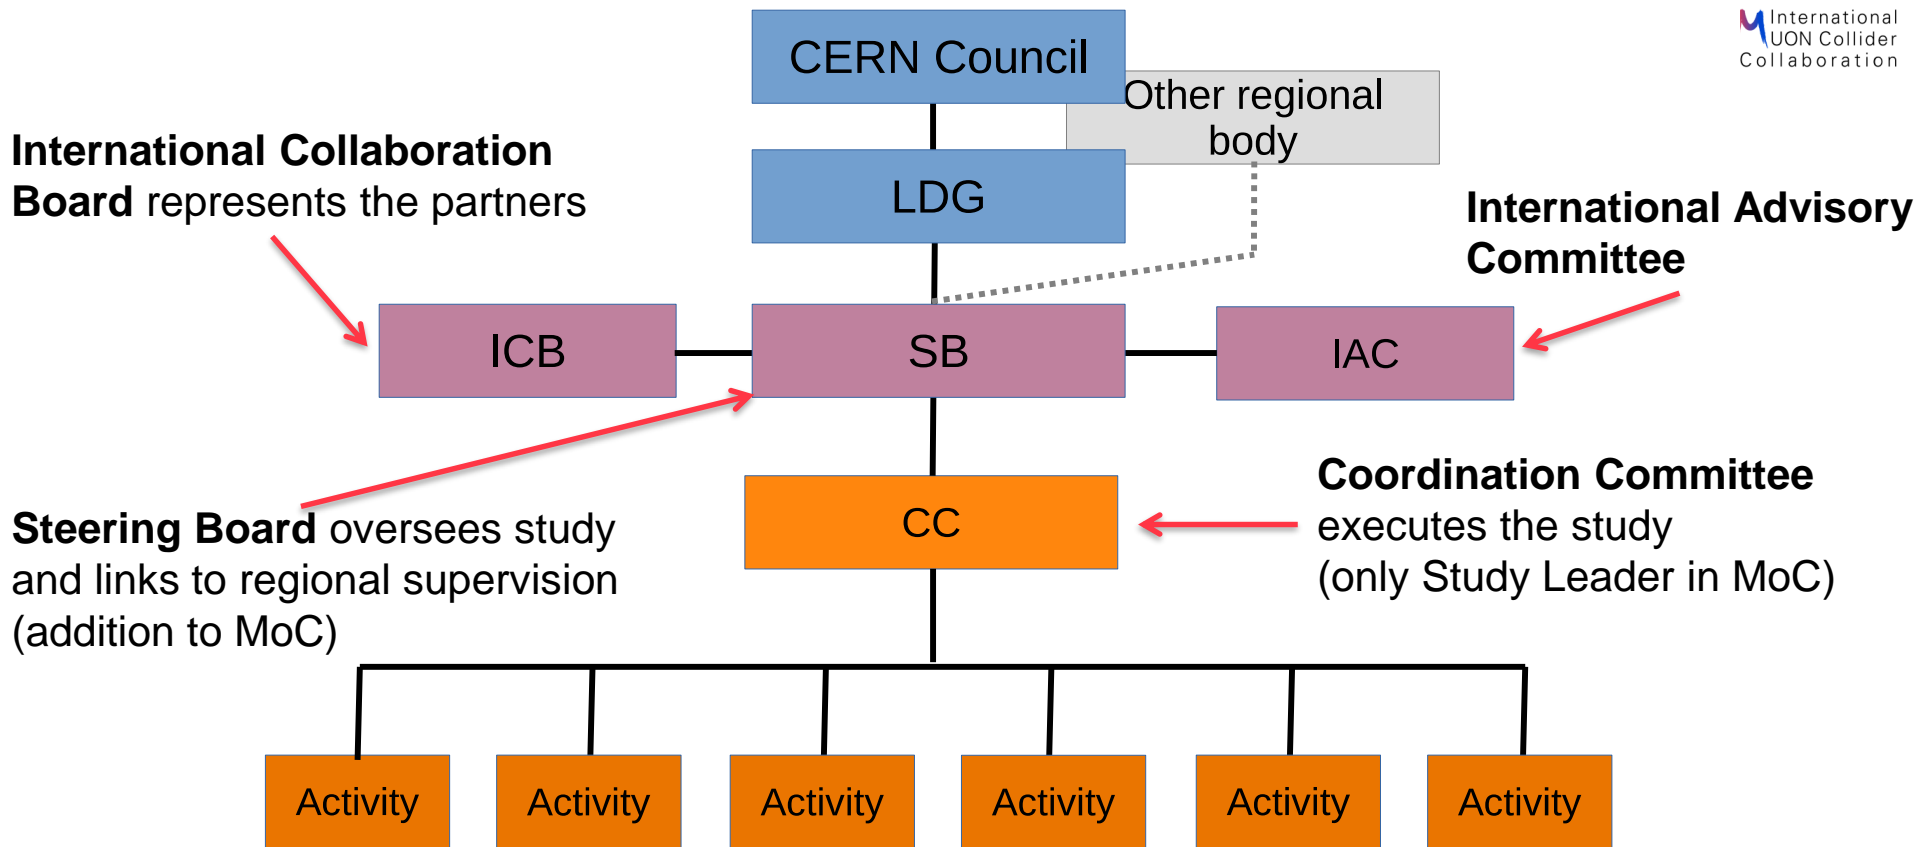 International
UON Collider
Collaboration
CERN Council
Other regional
body
International Collaboration
Board represents the partners
LDG
International Advisory
Committee
ICB
SB
IAC
Steering Board oversees study
and links to regional supervision
(addition to MoC)
CC
Coordination Committee
executes the study
(only Study Leader in MoC)
Activity
Activity
Activity
Activity
Activity
Activity